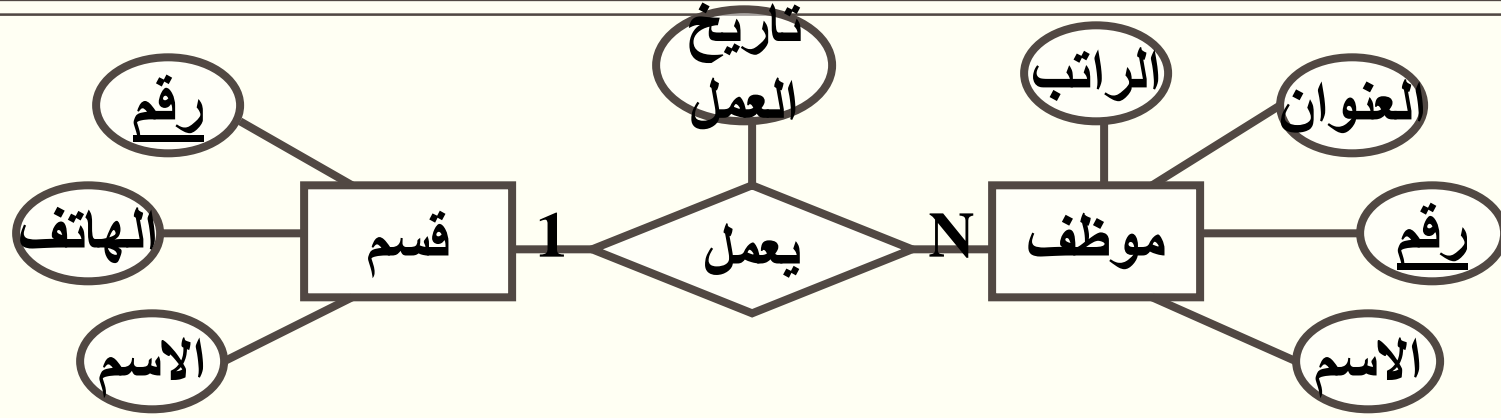 تاريخ
العمل
الراتب
العنوان
رقم
رقم
موظف
N
يعمل
1
قسم
الهاتف
الاسم
الاسم